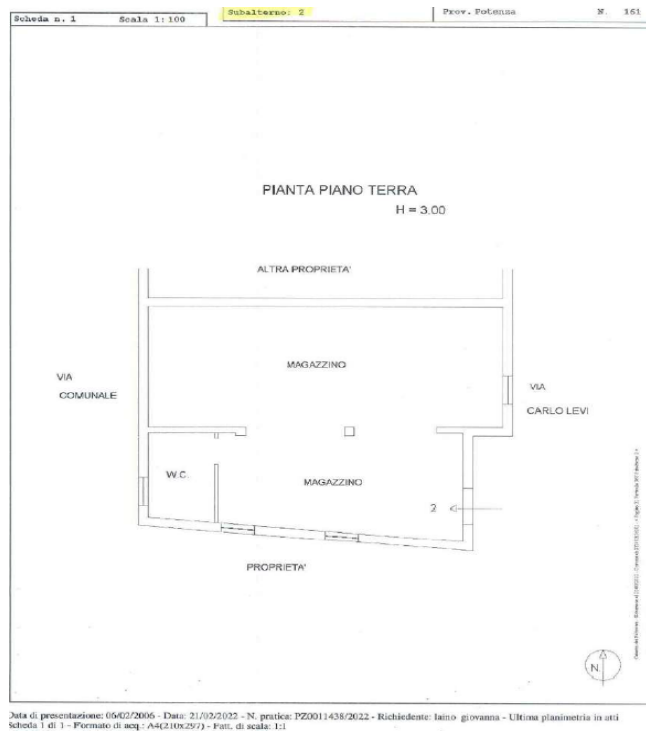 Scheda n. 1 Scala 1:100 Subalterno: 2 Prov. Potenza N. 161
PIANTA PIANO TERRA
H = 3.00
ALTRA PROPRIETA'
MAGAZZINO
VIA
COMUNALE
VIA
CARLO LEVI
W.C.
MAGAZZINO
2
PROPRIETA'
N.
Data di presentazione: 06/02/2006 - Data: 21/02/2022 - N. pratica: PZ0011438/2022 - Richiedente: Iaino giovanna - Ultima planimetria in atti
Scheda 1 di 1 - Formato di acq.: A4(210x297) - Fatt. di scala: 1:1